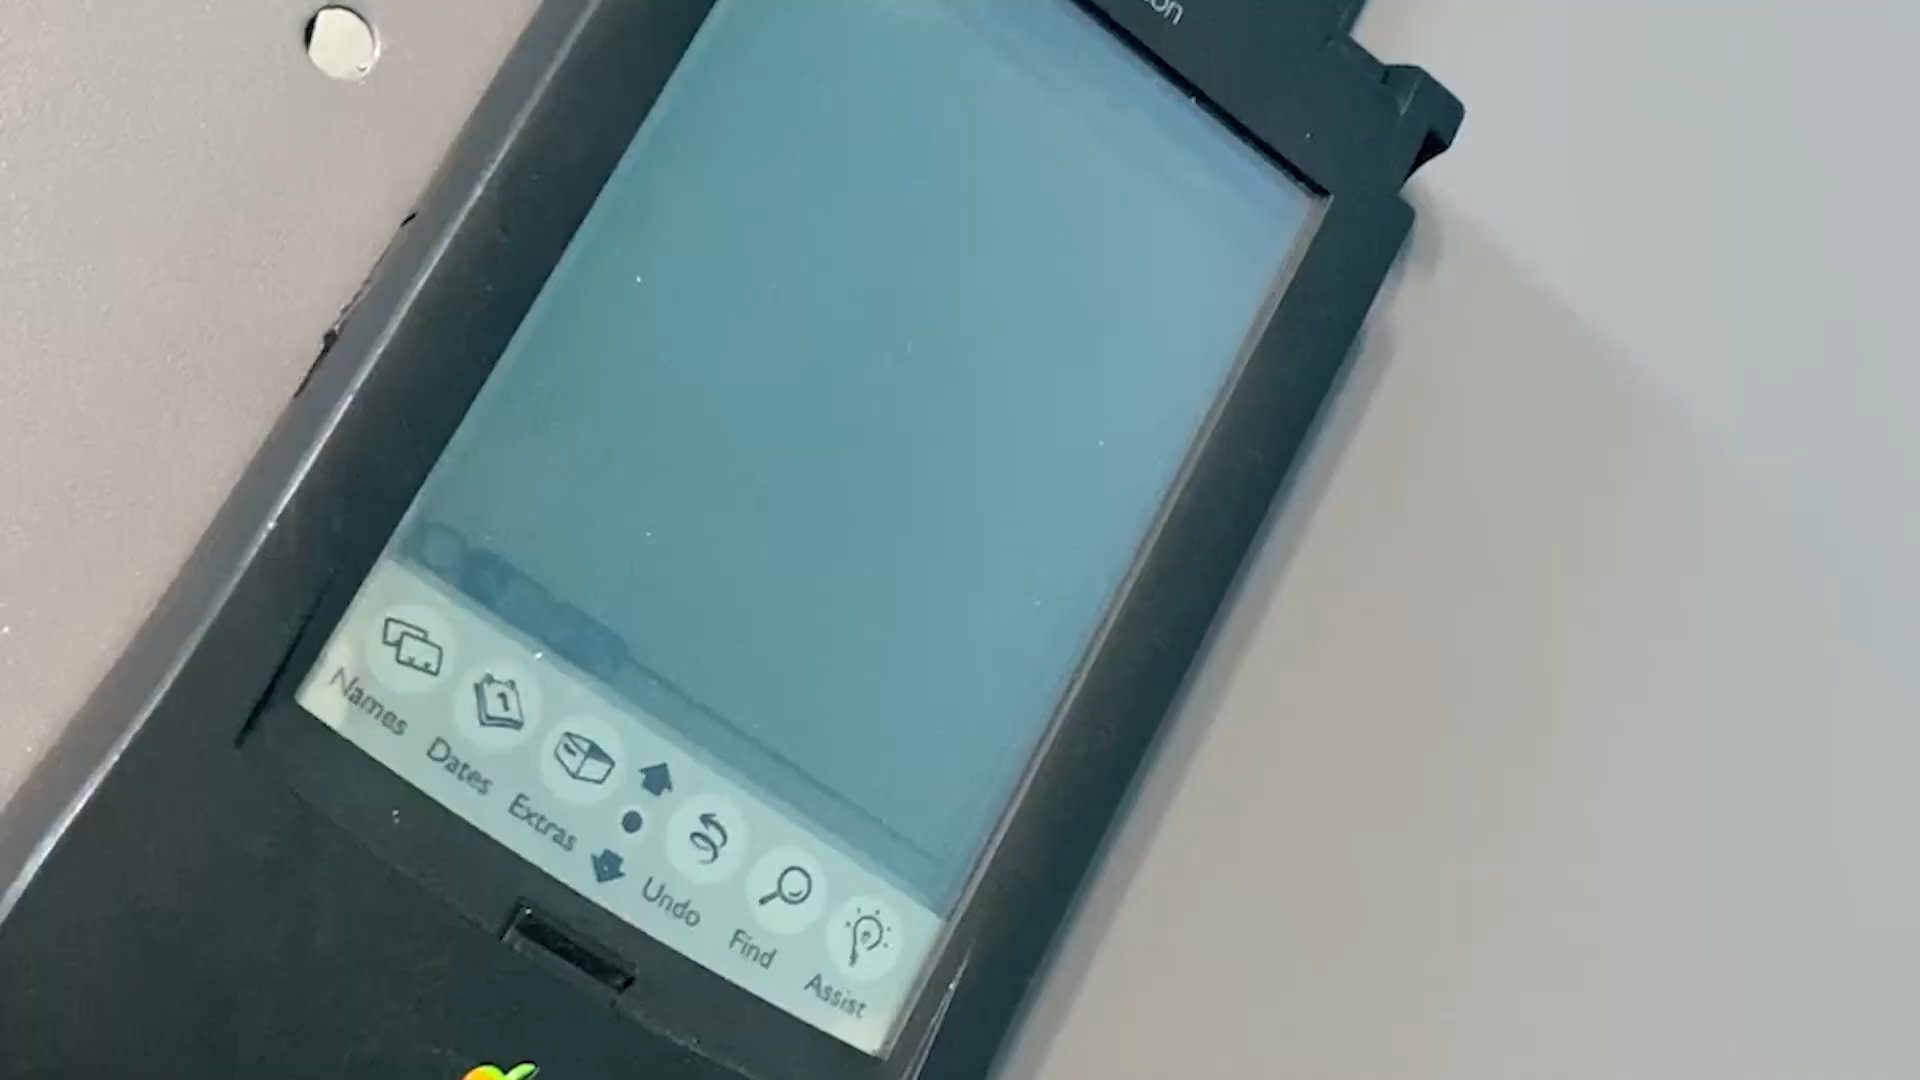 Names
Dates
Extras
Undo
Find
Assist